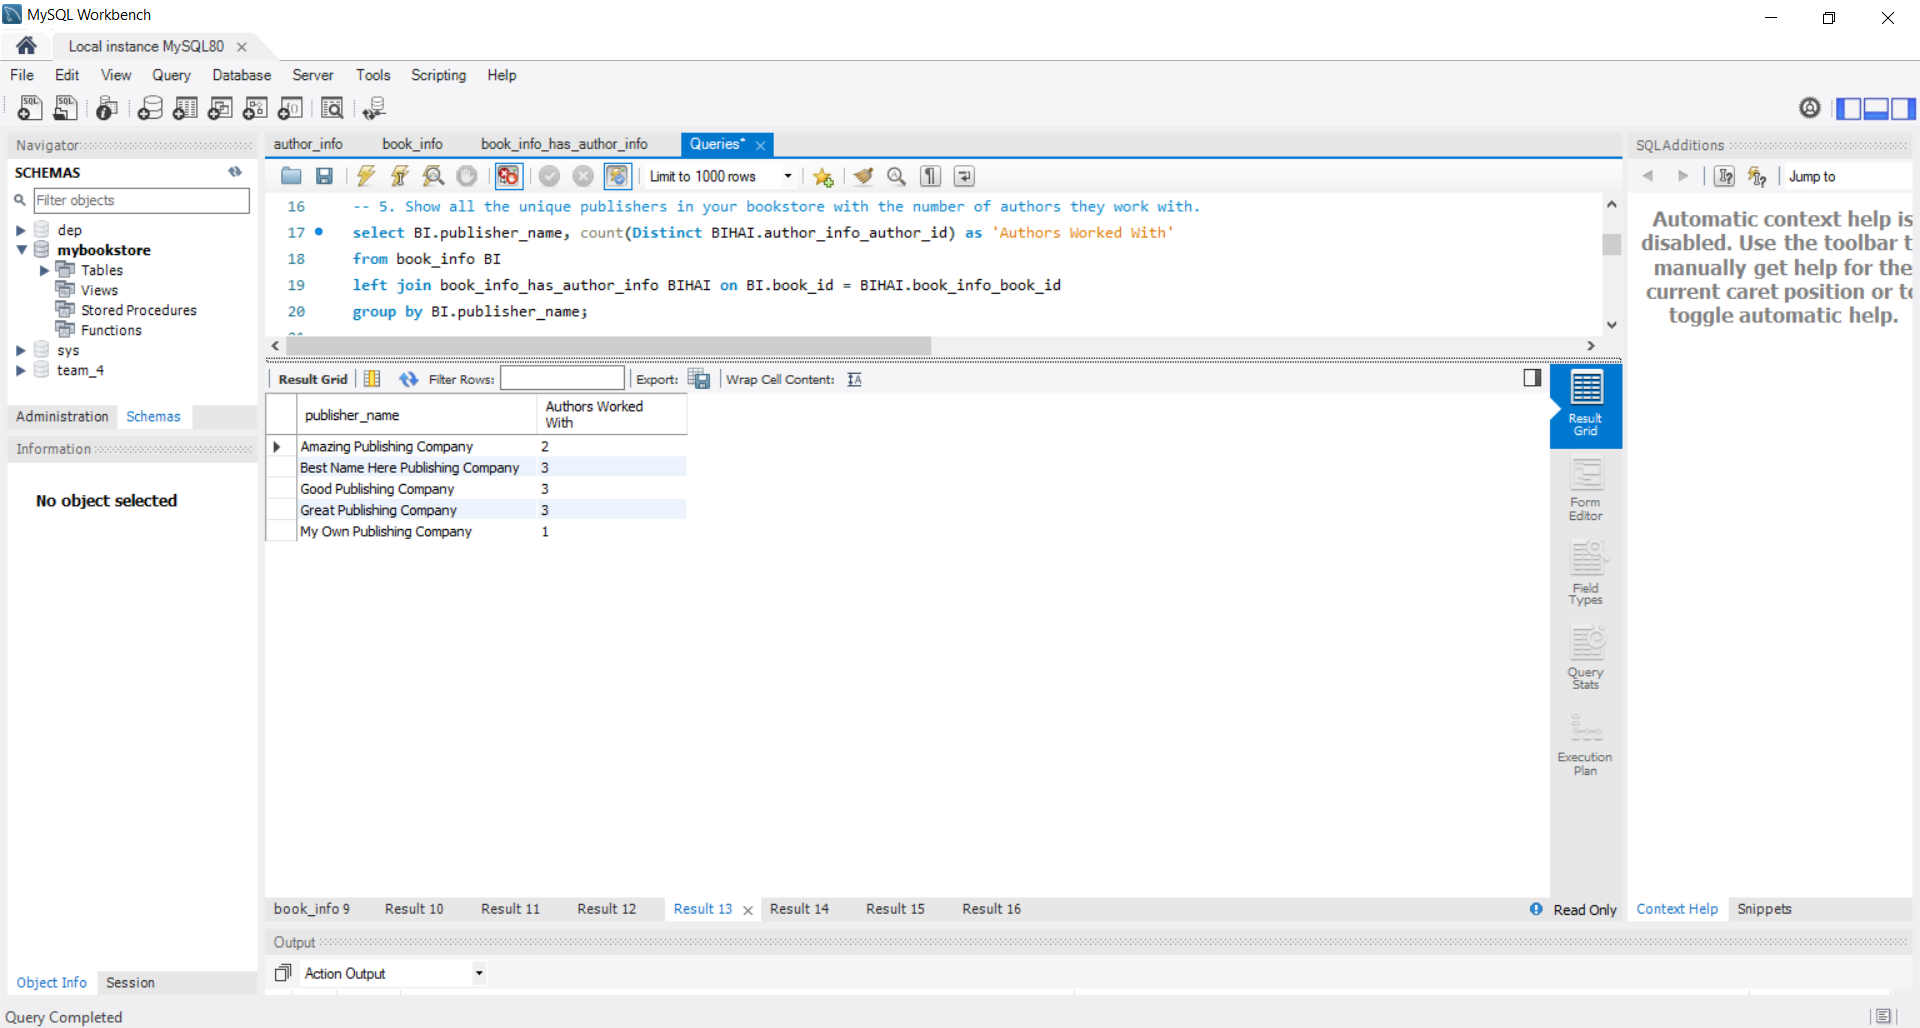 MySQL Workbench
Local instance MySQL80
File Edit View Query Database Server Tools Scripting Help
Navigator
SCHEMAS
Filter objects
dep
mybookstore
Tables
Views
Stored Procedures
Functions
sys
team_4
Administration Schemas
Information
No object selected
Object Info Session
author_info book_info book_info_has_author_info Queries*
Limit to 1000 rows
16 -- 5. Show all the unique publishers in your bookstore with the number of authors they work with.
17 select BI.publisher_name, count(Distinct BIHAI.author_info_author_id) as 'Authors Worked With'
18 from book_info BI
19 left join book_info_has_author_info BIHAI on BI.book_id = BIHAI.book_info_book_id
20 group by BI.publisher_name;
Result Grid Filter Rows: Export: Wrap Cell Content:
publisher_name Authors Worked With
Amazing Publishing Company 2
Best Name Here Publishing Company 3
Good Publishing Company 3
Great Publishing Company 3
My Own Publishing Company 1
Result Grid
Form Editor
Field Types
Query Stats
Execution Plan
book_info 9 Result 10 Result 11 Result 12 Result 13 Result 14 Result 15 Result 16
Read Only
Output
Action Output
SQLAdditions
Jump to
Automatic context help is
disabled. Use the toolbar t
manually get help for the
current caret position or to
toggle automatic help.
Context Help Snippets
Query Completed